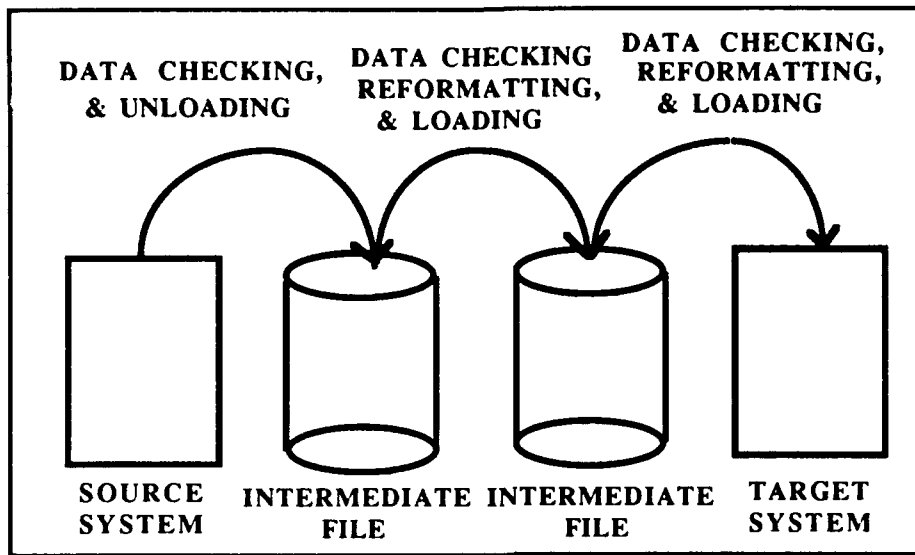 DATA CHECKING,
& UNLOADING
DATA CHECKING
REFORMATTING,
& LOADING
DATA CHECKING,
REFORMATTING,
& LOADING
SOURCE
SYSTEM
INTERMEDIATE
FILE
INTERMEDIATE
FILE
TARGET
SYSTEM